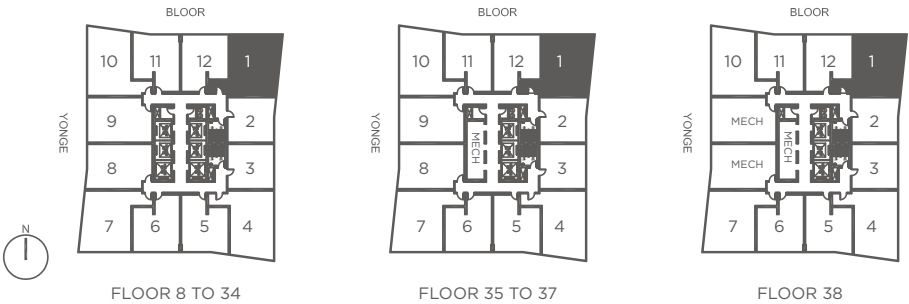 BLOOR
10 11 12 1
YONGE
9 2
8 3
7 6 5 4
N
FLOOR 8 TO 34
BLOOR
10 11 12 1
YONGE
9 2
MECH
8 3
7 6 5 4
FLOOR 35 TO 37
BLOOR
10 11 12 1
YONGE
MECH 2
MECH
MECH 3
7 6 5 4
FLOOR 38